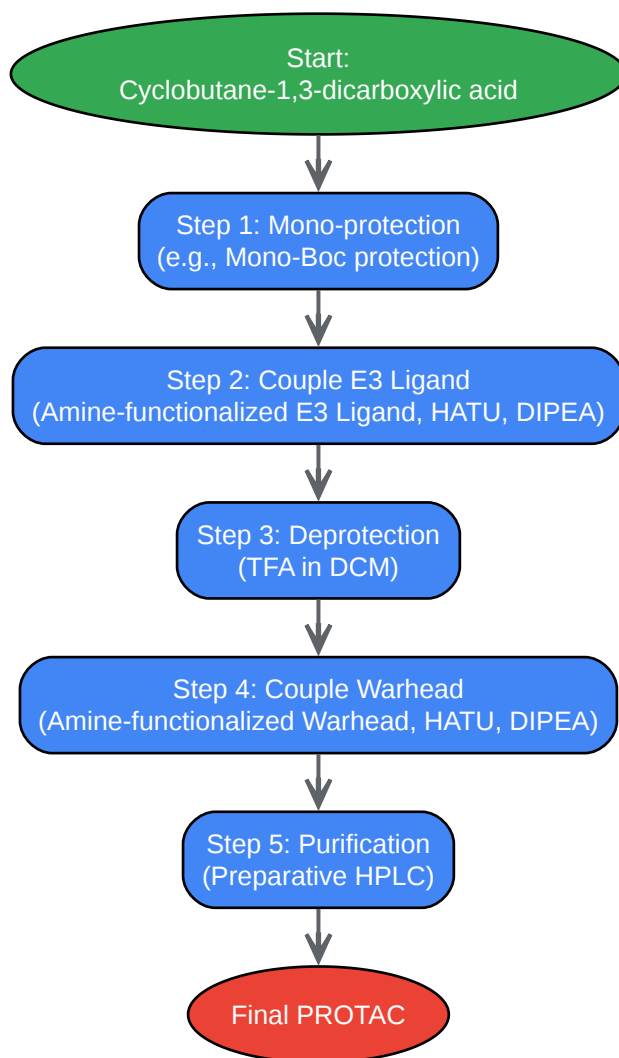 Start:
Cyclobutane-1,3-dicarboxylic acid
Step 1: Mono-protection
(e.g., Mono-Boc protection)
Step 2: Couple E3 Ligand
(Amine-functionalized E3 Ligand, HATU, DIPEA)
Step 3: Deprotection
(TFA in DCM)
Step 4: Couple Warhead
(Amine-functionalized Warhead, HATU, DIPEA)
Step 5: Purification
(Preparative HPLC)
Final PROTAC